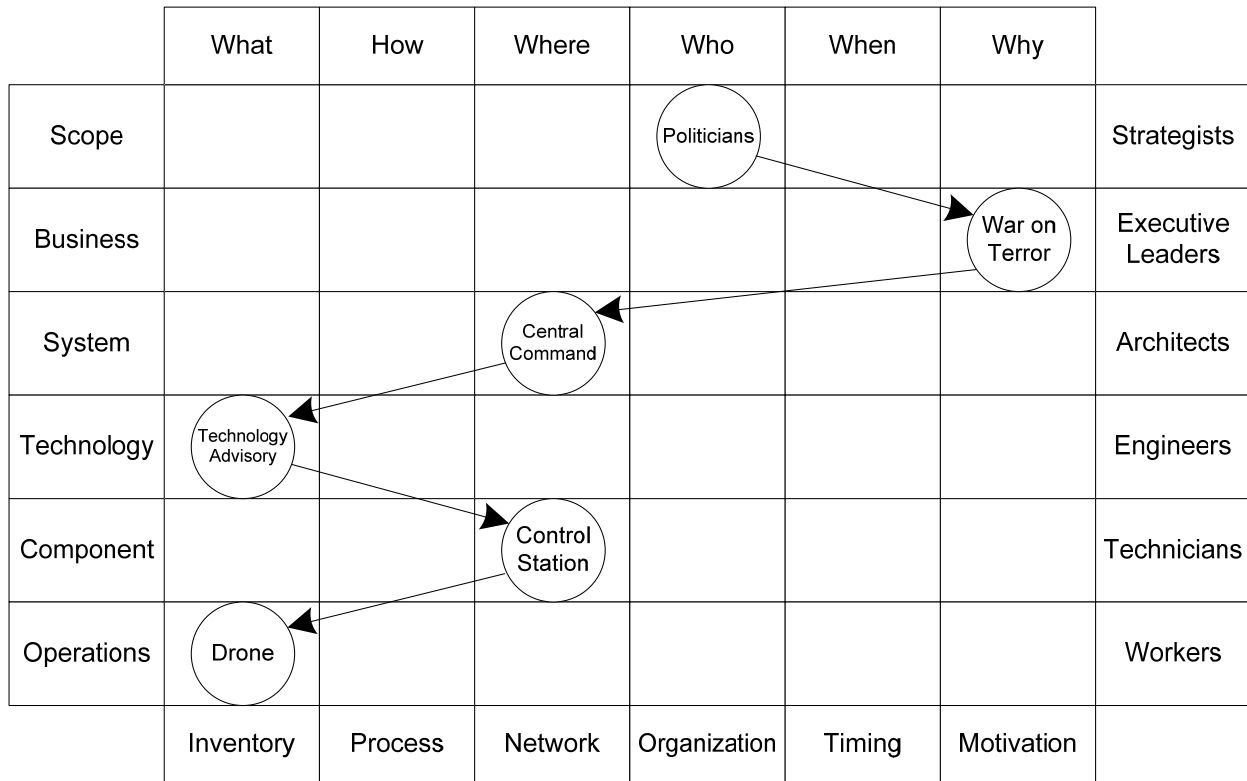 What
How
Where
Who
When
Why
Scope
Politicians
Strategists
Business
War on
Terror
Executive
Leaders
System
Central
Command
Architects
Technology
Technology
Advisory
Engineers
Component
Control
Station
Technicians
Operations
Drone
Workers
Inventory
Process
Network
Organization
Timing
Motivation